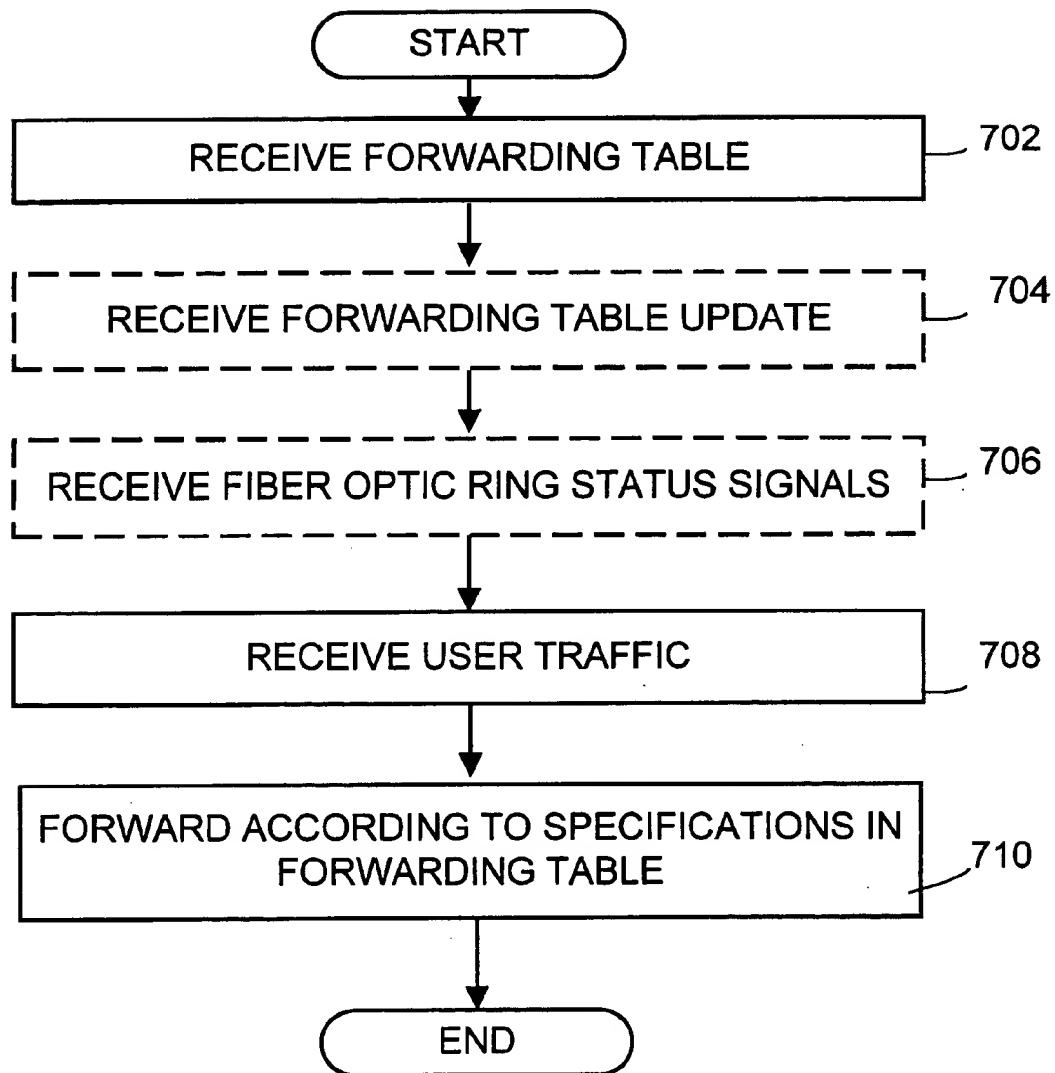 START
RECEIVE FORWARDING TABLE
702
RECEIVE FORWARDING TABLE UPDATE
704
RECEIVE FIBER OPTIC RING STATUS SIGNALS
706
RECEIVE USER TRAFFIC
708
FORWARD ACCORDING TO SPECIFICATIONS IN
FORWARDING TABLE
710
END